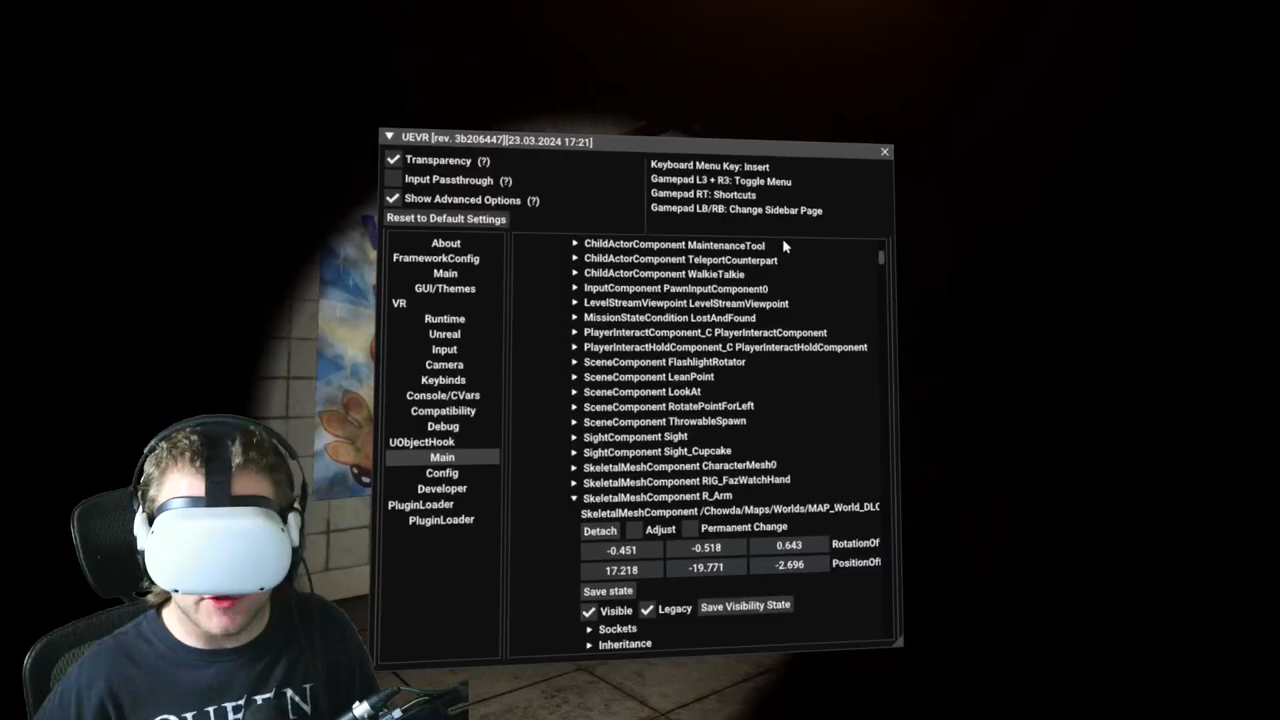 UEVR [rev. 3b206447][23.03.2024 17:21]
Transparency (?)
Input Passthrough (?)
Show Advanced Options (?)
Reset to Default Settings
Keyboard Menu Key: Insert
Gamepad L3 + R3: Toggle Menu
Gamepad RT: Shortcuts
Gamepad LB/RB: Change Sidebar Page
About
FrameworkConfig
Main
GUI/Themes
VR
Runtime
Unreal
Input
Camera
Keybinds
Console/CVars
Compatibility
Debug
UObjectHook
Main
Config
Developer
PluginLoader
PluginLoader
ChildActorComponent MaintenanceTool
ChildActorComponent TeleportCounterpart
ChildActorComponent WalkieTalkie
InputComponent PawnInputComponent0
LevelStreamViewpoint LevelStreamViewpoint
MissionStateCondition LostAndFound
PlayerInteractComponent_C PlayerInteractComponent
PlayerInteractHoldComponent_C PlayerInteractHoldComponent
SceneComponent FlashlightRotator
SceneComponent LeanPoint
SceneComponent LookAt
SceneComponent RotatePointForLeft
SceneComponent ThrowableSpawn
SightComponent Sight
SightComponent Sight_Cupcake
SkeletalMeshComponent CharacterMesh0
SkeletalMeshComponent RIG_FazWatchHand
SkeletalMeshComponent R_Arm
SkeletalMeshComponent /Chowda/Maps/Worlds/MAP_World_DLC
Detach Adjust Permanent Change
-0.451 -0.518 0.643 RotationOf
17.218 -19.771 -2.696 PositionOf
Save state
Visible Legacy Save Visibility State
Sockets
Inheritance
QUEEN